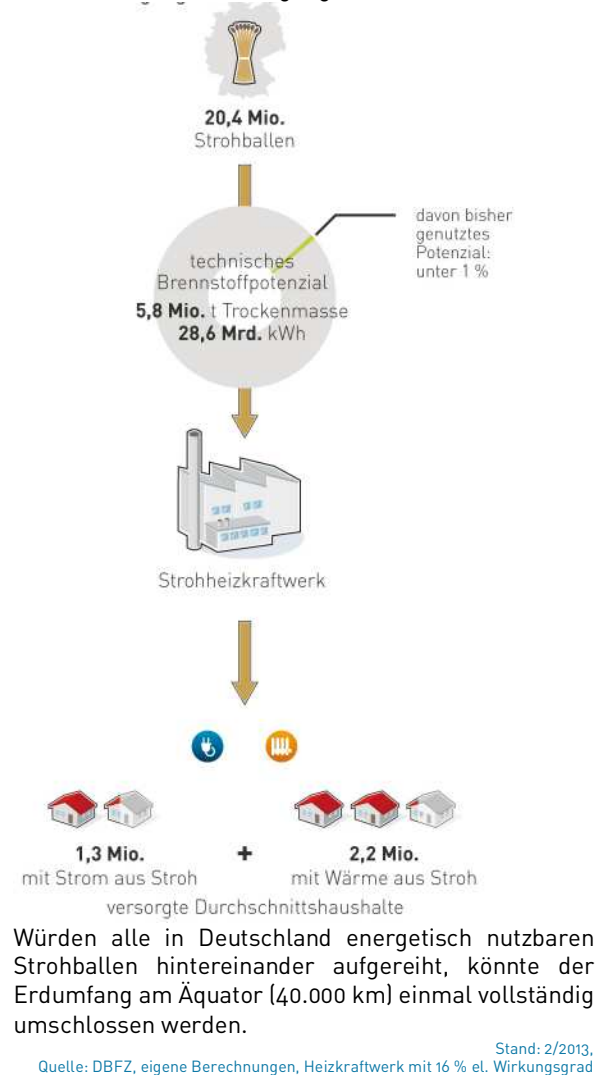 20,4 Mio.
Strohballen
davon bisher
genutztes
Potenzial:
unter 1 %
technisches
Brennstoffpotenzial
5,8 Mio. t Trockenmasse
28,6 Mrd. kWh
Strohheizkraftwerk
1,3 Mio. + 2,2 Mio.
mit Strom aus Stroh mit Wärme aus Stroh
versorgte Durchschnittshaushalte
Würden alle in Deutschland energetisch nutzbaren
Strohballen hintereinander aufgereiht, könnte der
Erdumfang am Äquator (40.000 km) einmal vollständig
umschlossen werden.
Stand: 2/2013,
Quelle: DBFZ, eigene Berechnungen, Heizkraftwerk mit 16 % el. Wirkungsgrad